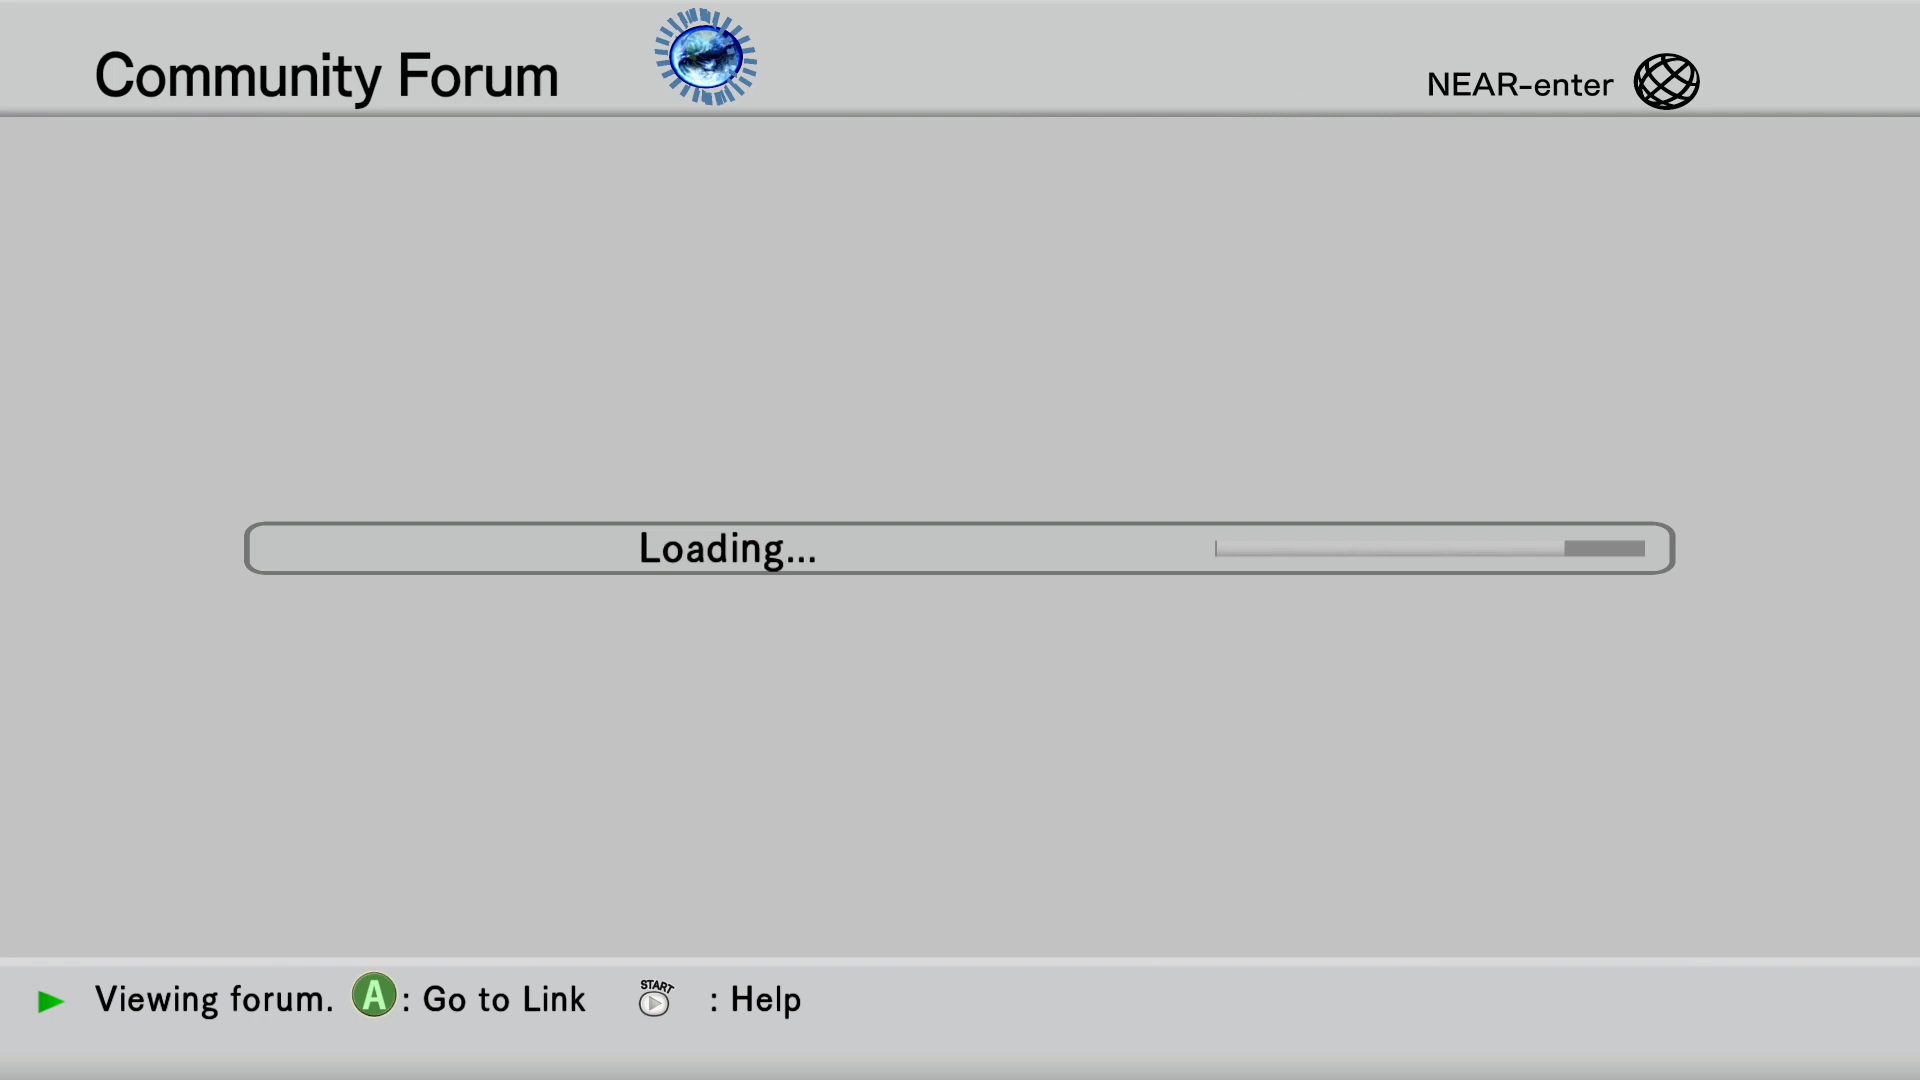 Community Forum
NEAR-enter
Loading...
Viewing forum. A : Go to Link START : Help